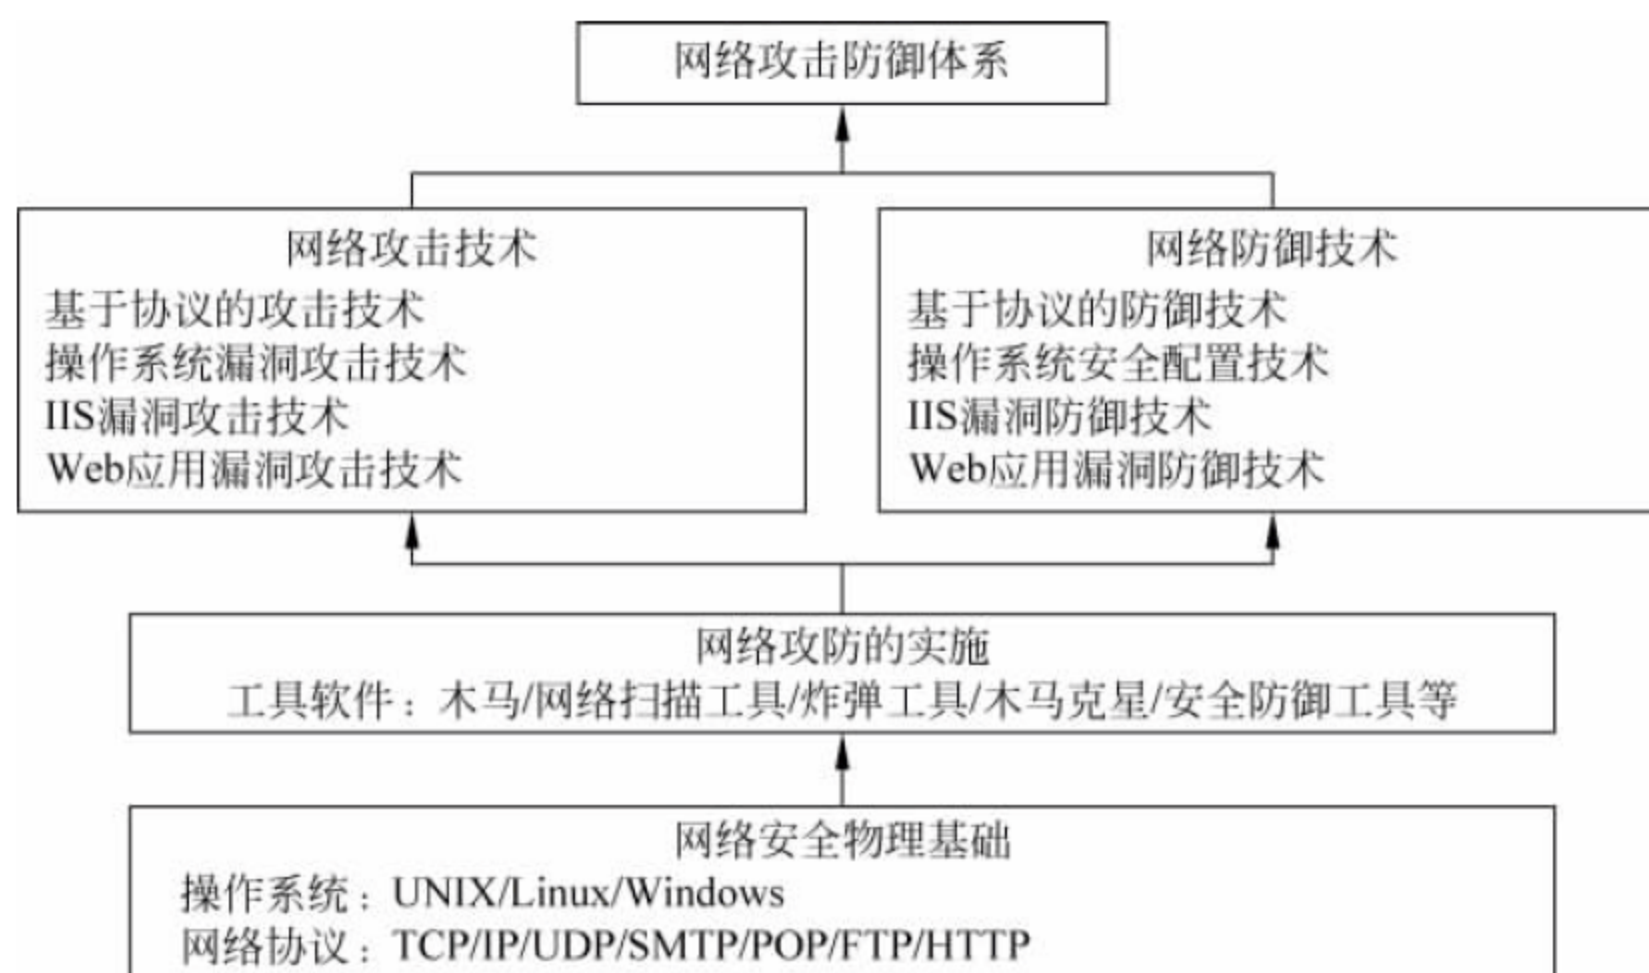 网络攻击防御体系
网络攻击技术
基于协议的攻击技术
操作系统漏洞攻击技术
IIS漏洞攻击技术
Web应用漏洞攻击技术
网络防御技术
基于协议的防御技术
操作系统安全配置技术
IIS漏洞防御技术
Web应用漏洞防御技术
网络攻防的实施
工具软件：木马/网络扫描工具/炸弹工具/木马克星/安全防御工具等
网络安全物理基础
操作系统：UNIX/Linux/Windows
网络协议：TCP/IP/UDP/SMTP/POP/FTP/HTTP